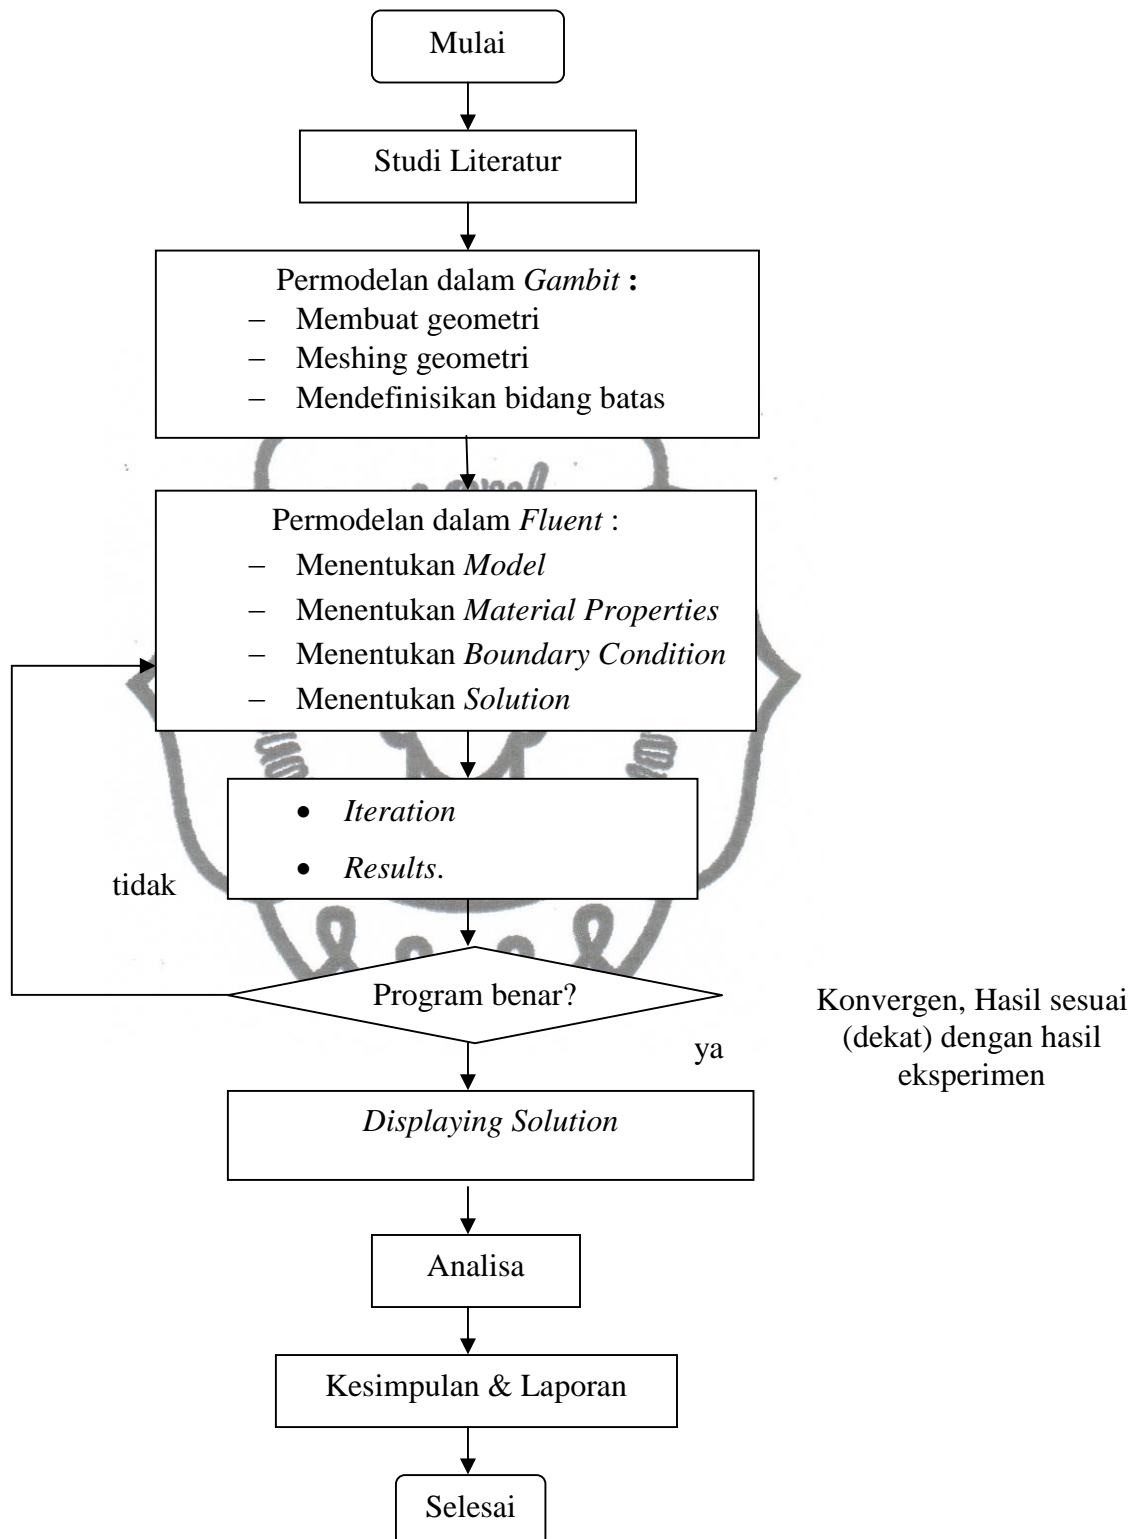 Mulai
Studi Literatur
Permodelan dalam Gambit :
– Membuat geometri
– Meshing geometri
– Mendefinisikan bidang batas
Permodelan dalam Fluent :
– Menentukan Model
– Menentukan Material Properties
– Menentukan Boundary Condition
– Menentukan Solution
• Iteration
• Results.
tidak
Program benar?
Konvergen, Hasil sesuai
(dekat) dengan hasil
eksperimen
ya
Displaying Solution
Analisa
Kesimpulan & Laporan
Selesai